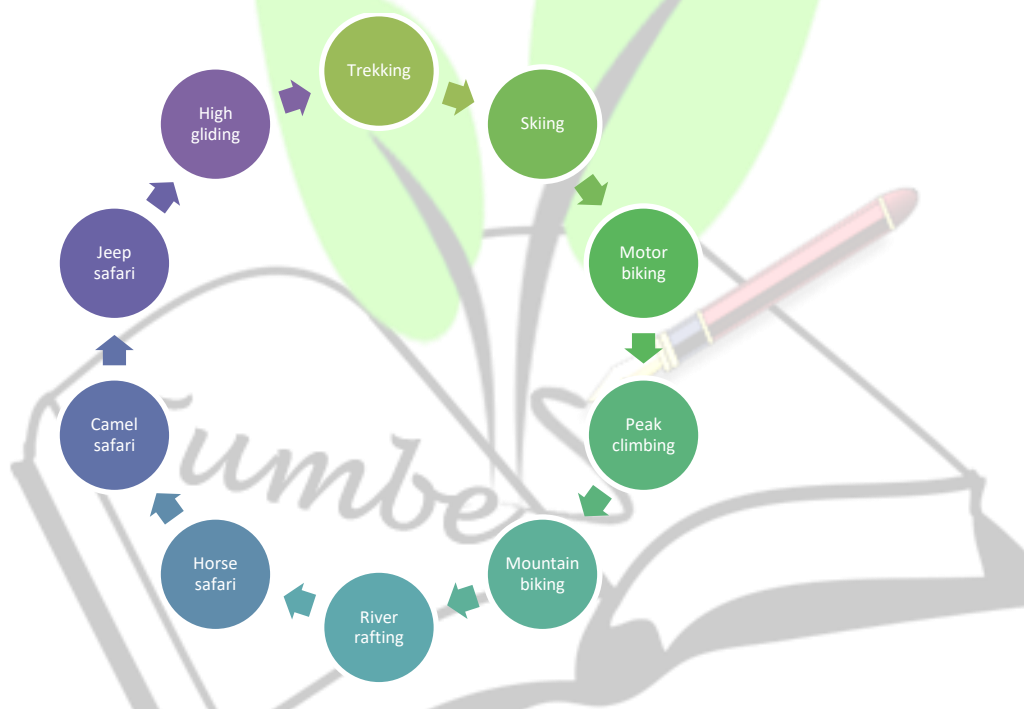 Trekking
Skiing
Motor
biking
Peak
climbing
Mountain
biking
River
rafting
Horse
safari
Camel
safari
Jeep
safari
High
gliding